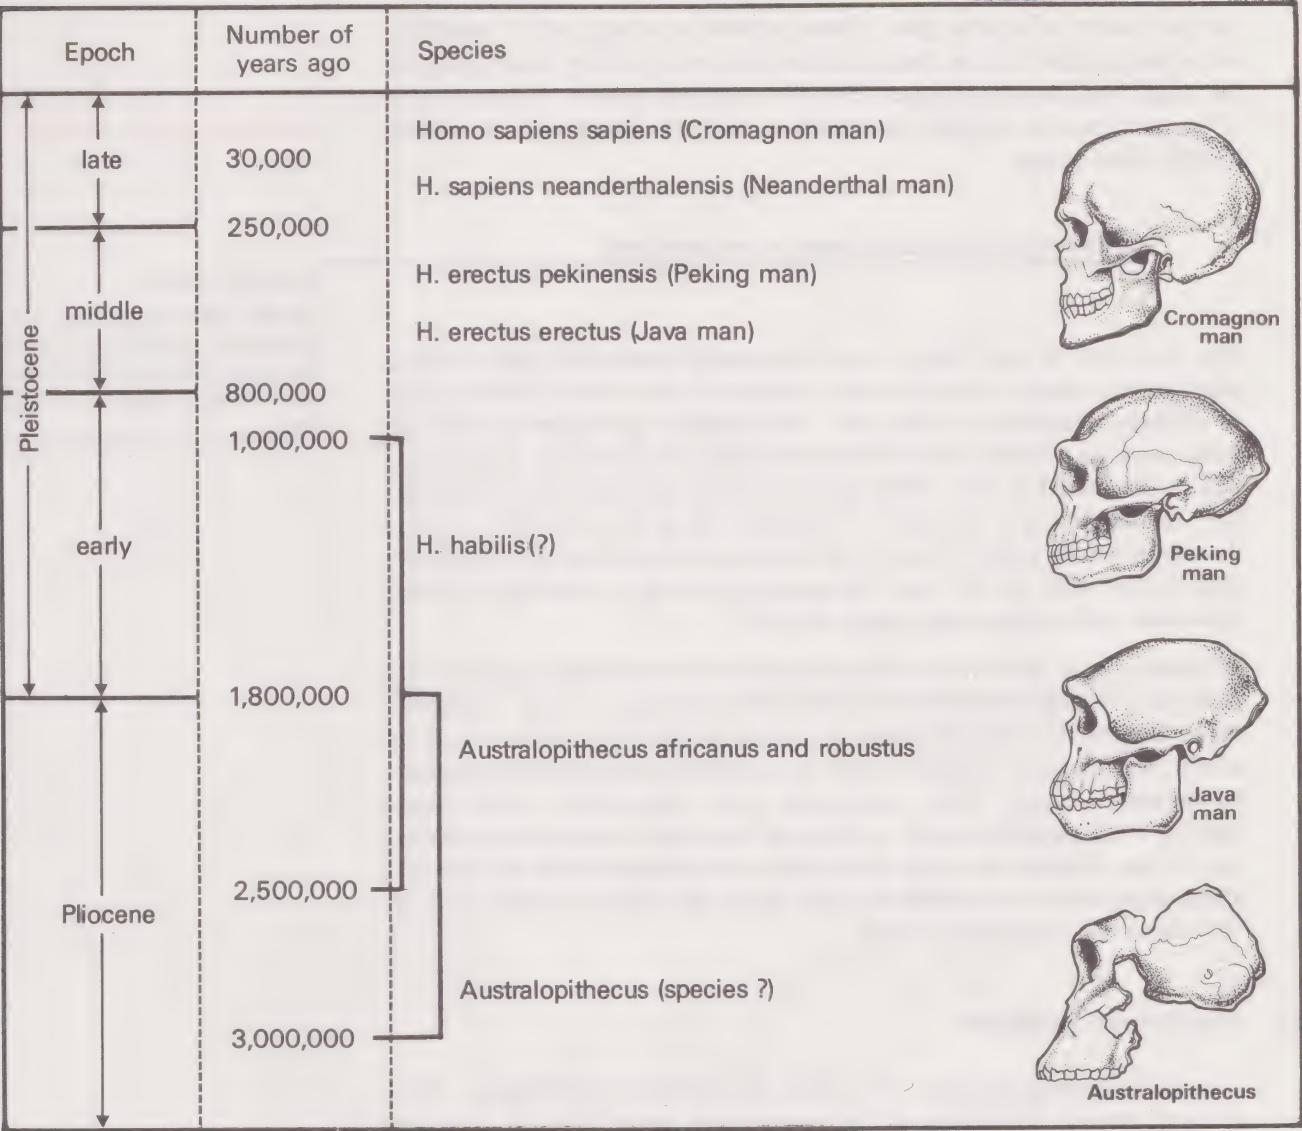 Epoch
Number of
years ago
Species
Pleistocene
late
30,000
250,000
middle
800,000
1,000,000
early
1,800,000
Pliocene
2,500,000
3,000,000
Homo sapiens sapiens (Cromagnon man)
H. sapiens neanderthalensis (Neanderthal man)
H. erectus pekinensis (Peking man)
H. erectus erectus (Java man)
H. habilis(?)
Australopithecus africanus and robustus
Australopithecus (species ?)
Cromagnon
man
Peking
man
Java
man
Australopithecus